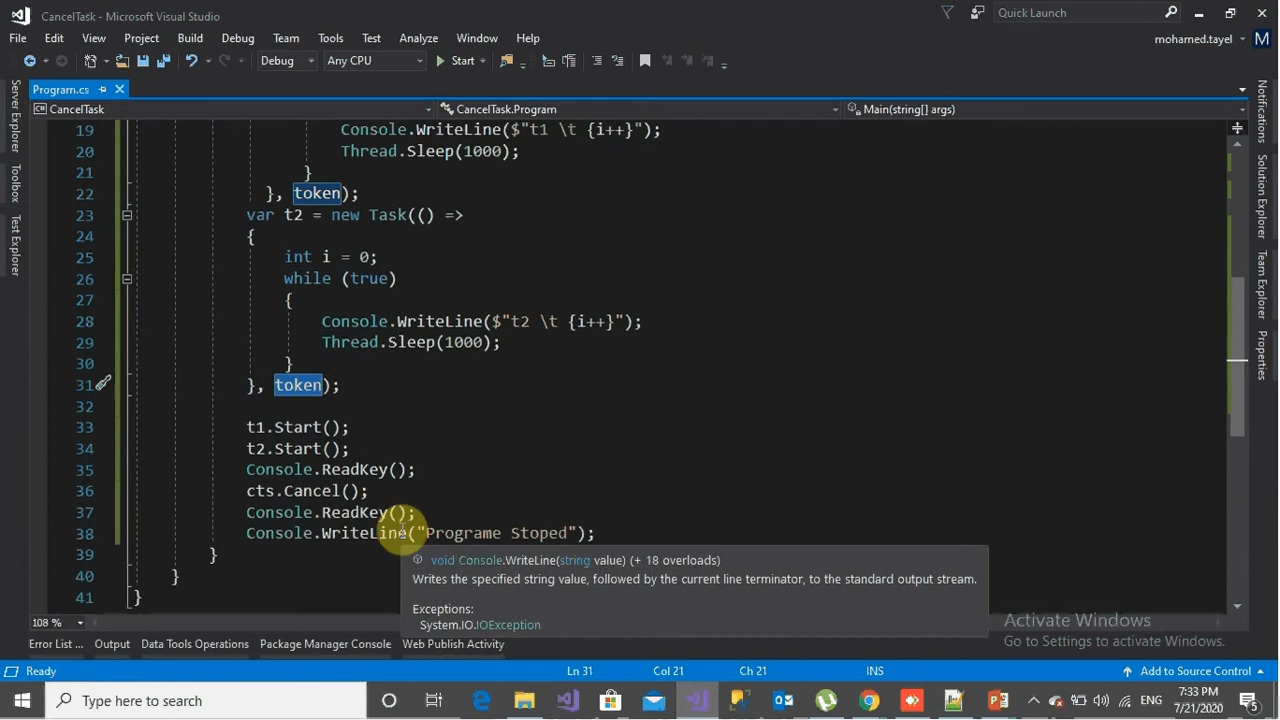 CancelTask - Microsoft Visual Studio
Quick Launch
File Edit View Project Build Debug Team Tools Test Analyze Window Help
mohamed.tayel M
Debug Any CPU Start
Program.cs
CancelTask CancelTask.Program Main(string[] args)
Server Explorer
Toolbox
Test Explorer
19 Console.WriteLine($"t1 \t {i++}");
20 Thread.Sleep(1000);
21 }
22 }, token);
23 var t2 = new Task(() =>
24 {
25 int i = 0;
26 while (true)
27 {
28 Console.WriteLine($"t2 \t {i++}");
29 Thread.Sleep(1000);
30 }
31 }, token);
32
33 t1.Start();
34 t2.Start();
35 Console.ReadKey();
36 cts.Cancel();
37 Console.ReadKey();
38 Console.WriteLine("Programe Stoped");
39 }
40 }
41 }
void Console.WriteLine(string value) (+ 18 overloads)
Writes the specified string value, followed by the current line terminator, to the standard output stream.
Exceptions:
System.IO.IOException
Notifications
Solution Explorer
Team Explorer
Properties
Activate Windows
Go to Settings to activate Windows.
108 %
Error List ... Output Data Tools Operations Package Manager Console Web Publish Activity
Ready Ln 31 Col 21 Ch 21 INS Add to Source Control
Type here to search
ENG
7:33 PM
7/21/2020
5